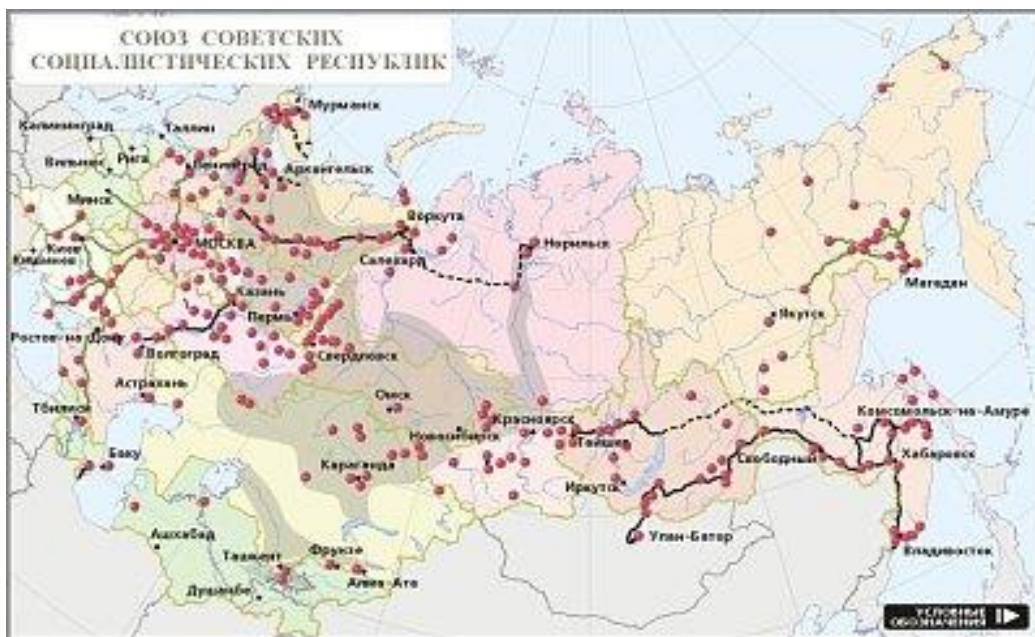 СОЮЗ СОВЕТСКИХ
СОЦИАЛИСТИЧЕСКИХ РЕСПУБЛИК
Мурманск
Калининград
Таллин
Рига
Вильнюс
Ленинград
Архангельск
Минск
Воркута
Киев
МОСКВА
Норильск
Кишинев
Салехард
Магадан
Казань
Пермь
Якутск
Ростов-на-Дону
Волгоград
Свердловск
Астрахань
Омск
Комсомольск-на-Амуре
Тбилиси
Красноярск
Новосибирск
Тайшет
Свободный
Хабаровск
Баку
Караганда
Иркутск
Улан-Батор
Ашхабад
Фрунзе
Владивосток
Ташкент
Алма-Ата
Душанбе
УСЛОВНЫЕ
ОБОЗНАЧЕНИЯ